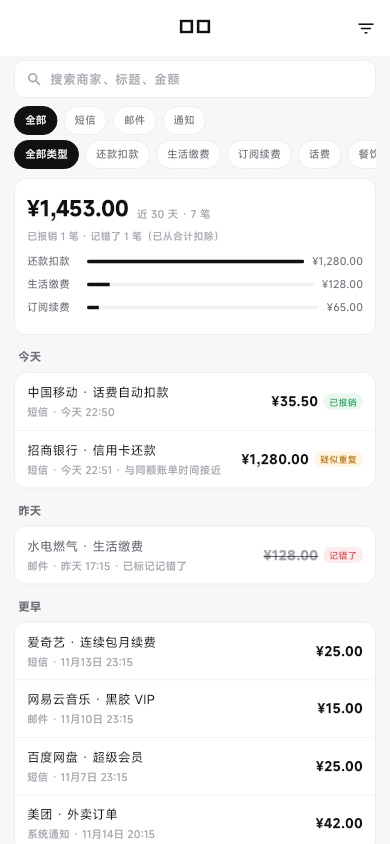 搜索商家、标题、金额
全部 短信 邮件 通知
全部类型 还款扣款 生活缴费 订阅续费 话费
¥1,453.00 近 30 天 · 7 笔
已报销 1 笔 · 记错了 1 笔（已从合计扣除）
还款扣款 ¥1,280.00
生活缴费 ¥128.00
订阅续费 ¥65.00
今天
中国移动 · 话费自动扣款
短信 · 今天 22:50
¥35.50 已报销
招商银行 · 信用卡还款
短信 · 今天 22:51 · 与同额账单时间接近
¥1,280.00 疑似重复
昨天
水电燃气 · 生活缴费
邮件 · 昨天 17:15 · 已标记记错了
¥128.00 记错了
更早
爱奇艺 · 连续包月续费
短信 · 11月13日 23:15
¥25.00
网易云音乐 · 黑胶 VIP
邮件 · 11月10日 23:15
¥15.00
百度网盘 · 超级会员
短信 · 11月7日 23:15
¥25.00
美团 · 外卖订单
系统通知 · 11月14日 20:15
¥42.00